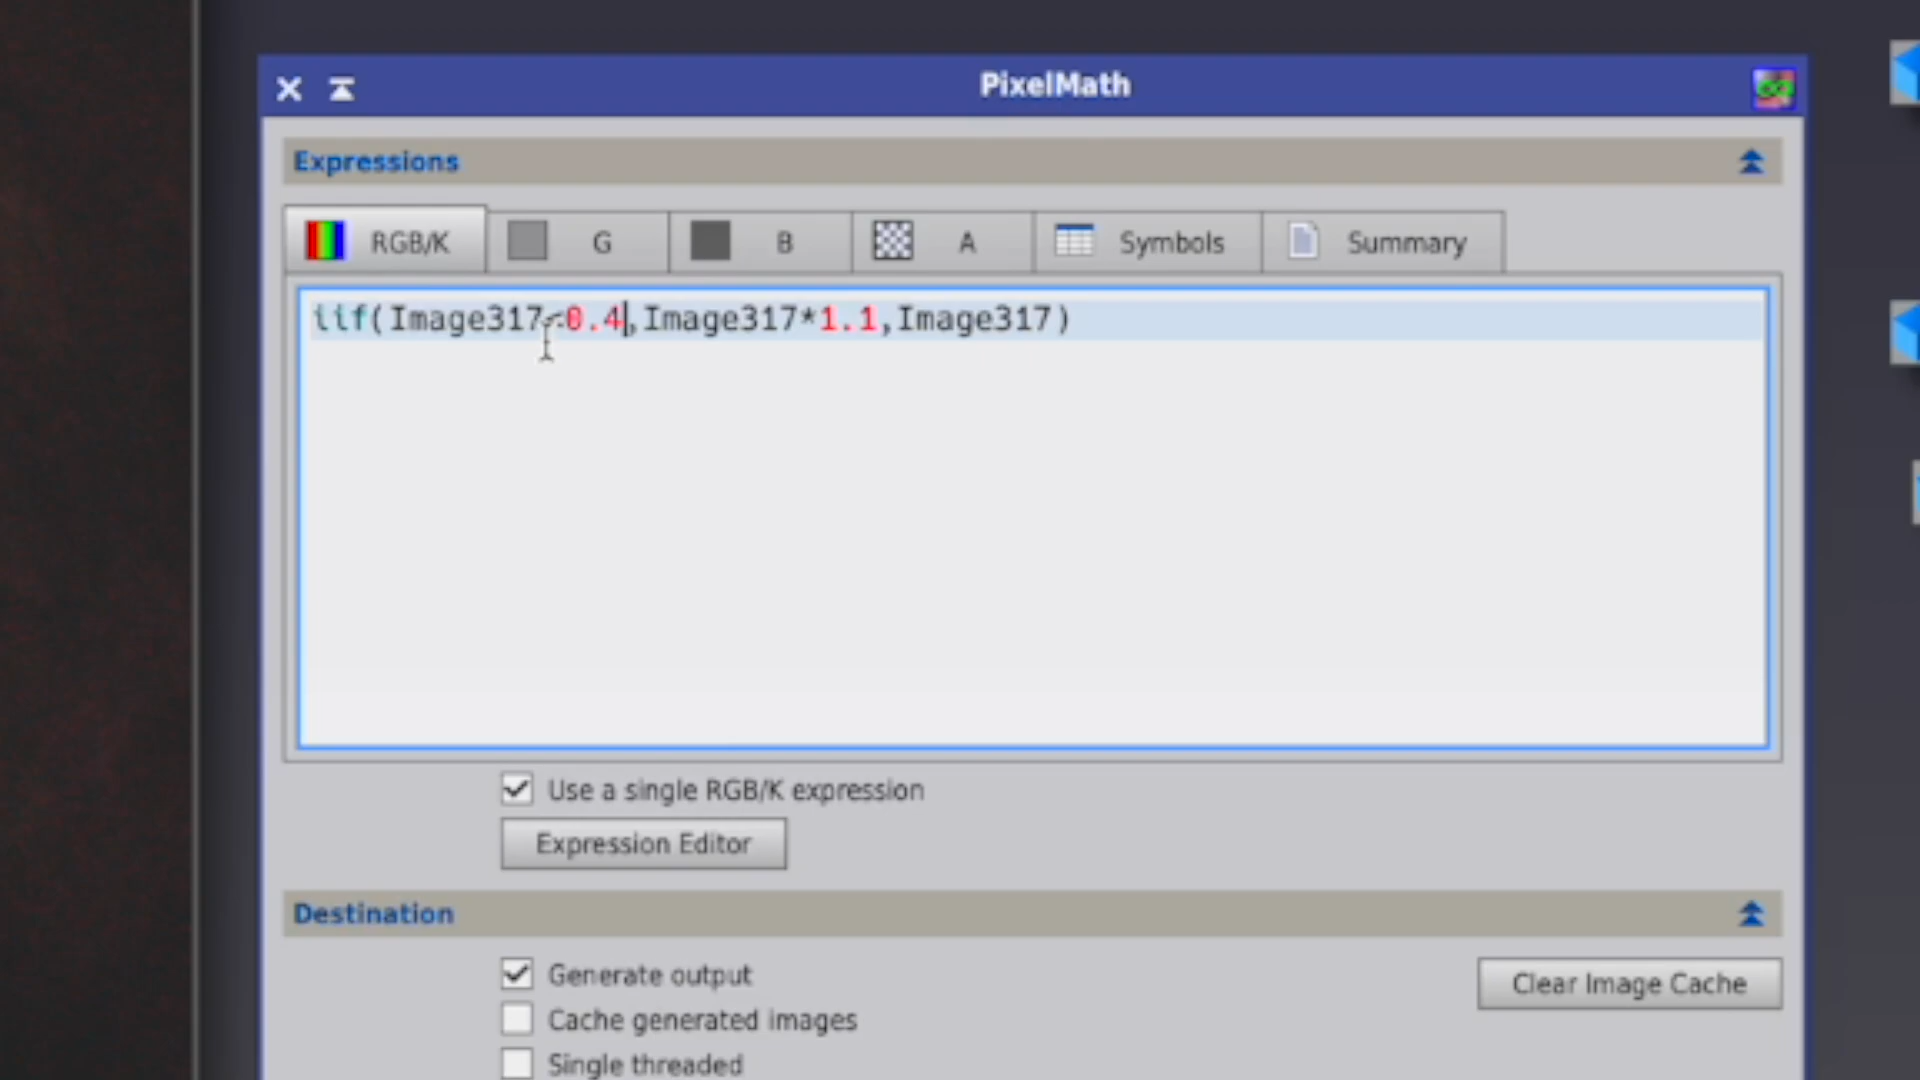 PixelMath
Expressions
RGB/K G B A Symbols Summary
iif(Image317<0.4,Image317*1.1,Image317)
Use a single RGB/K expression
Expression Editor
Destination
Generate output
Clear Image Cache
Cache generated images
Single threaded